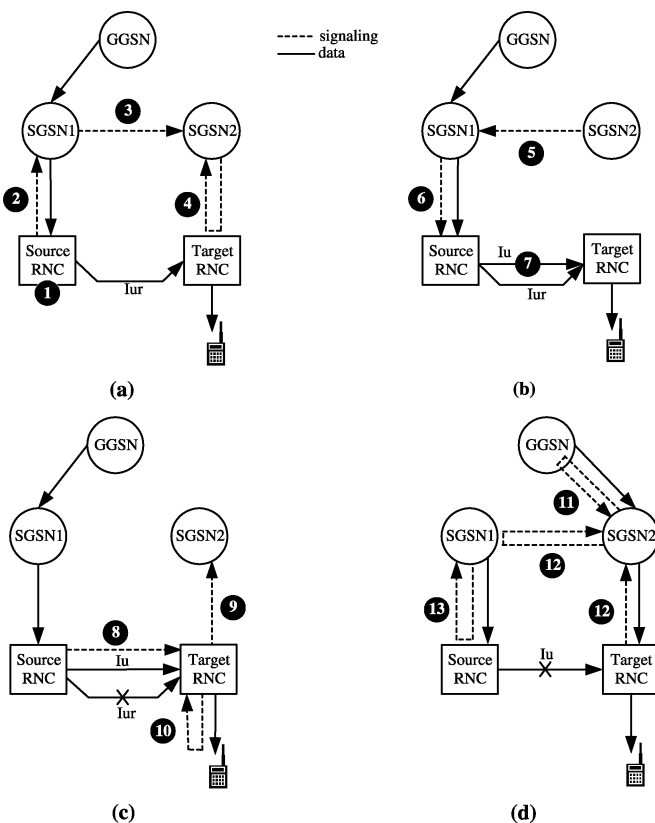 GGSN
signaling
data
SGSN1
3
SGSN2
2
4
Source
RNC
1
Target
RNC
Iur
(a)
GGSN
SGSN1
SGSN2
5
6
Source
RNC
Iu
7
Iur
Target
RNC
(b)
GGSN
SGSN1
SGSN2
9
8
Source
RNC
Iu
Target
RNC
Iur
10
(c)
GGSN
11
SGSN1
SGSN2
12
13
12
Source
RNC
Iu
Target
RNC
(d)